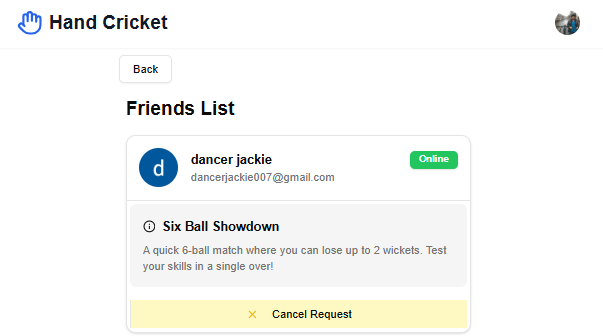 Hand Cricket
Back
Friends List
d
dancer jackie
Online
dancerjackie007@gmail.com
Six Ball Showdown
A quick 6-ball match where you can lose up to 2 wickets. Test
your skills in a single over!
Cancel Request